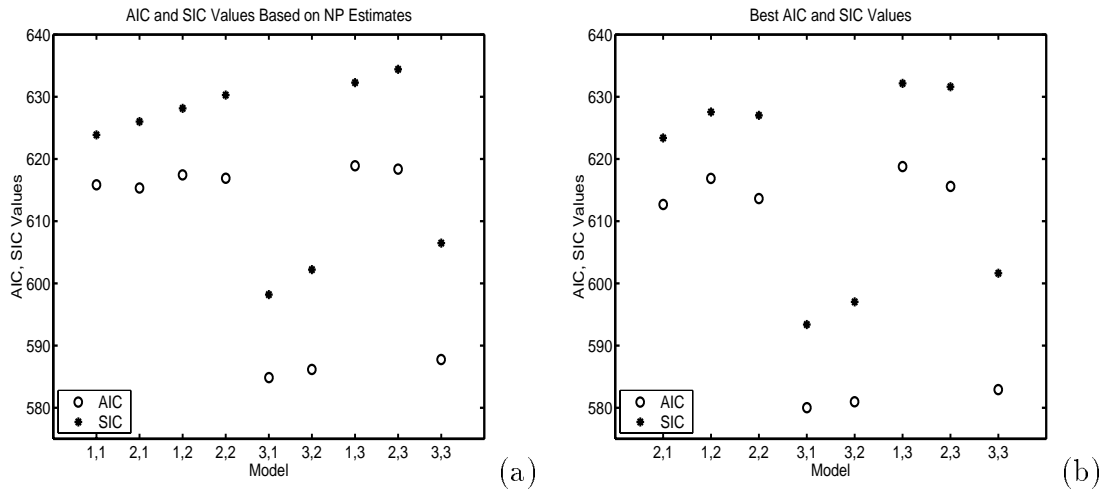 AIC and SIC Values Based on NP Estimates
640
630
620
610
600
590
580
AIC, SIC Values
AIC
SIC
1,1 2,1 1,2 2,2 3,1 3,2 1,3 2,3 3,3
Model
(a)
Best AIC and SIC Values
640
630
620
610
600
590
580
AIC, SIC Values
AIC
SIC
2,1 1,2 2,2 3,1 3,2 1,3 2,3 3,3
Model
(b)